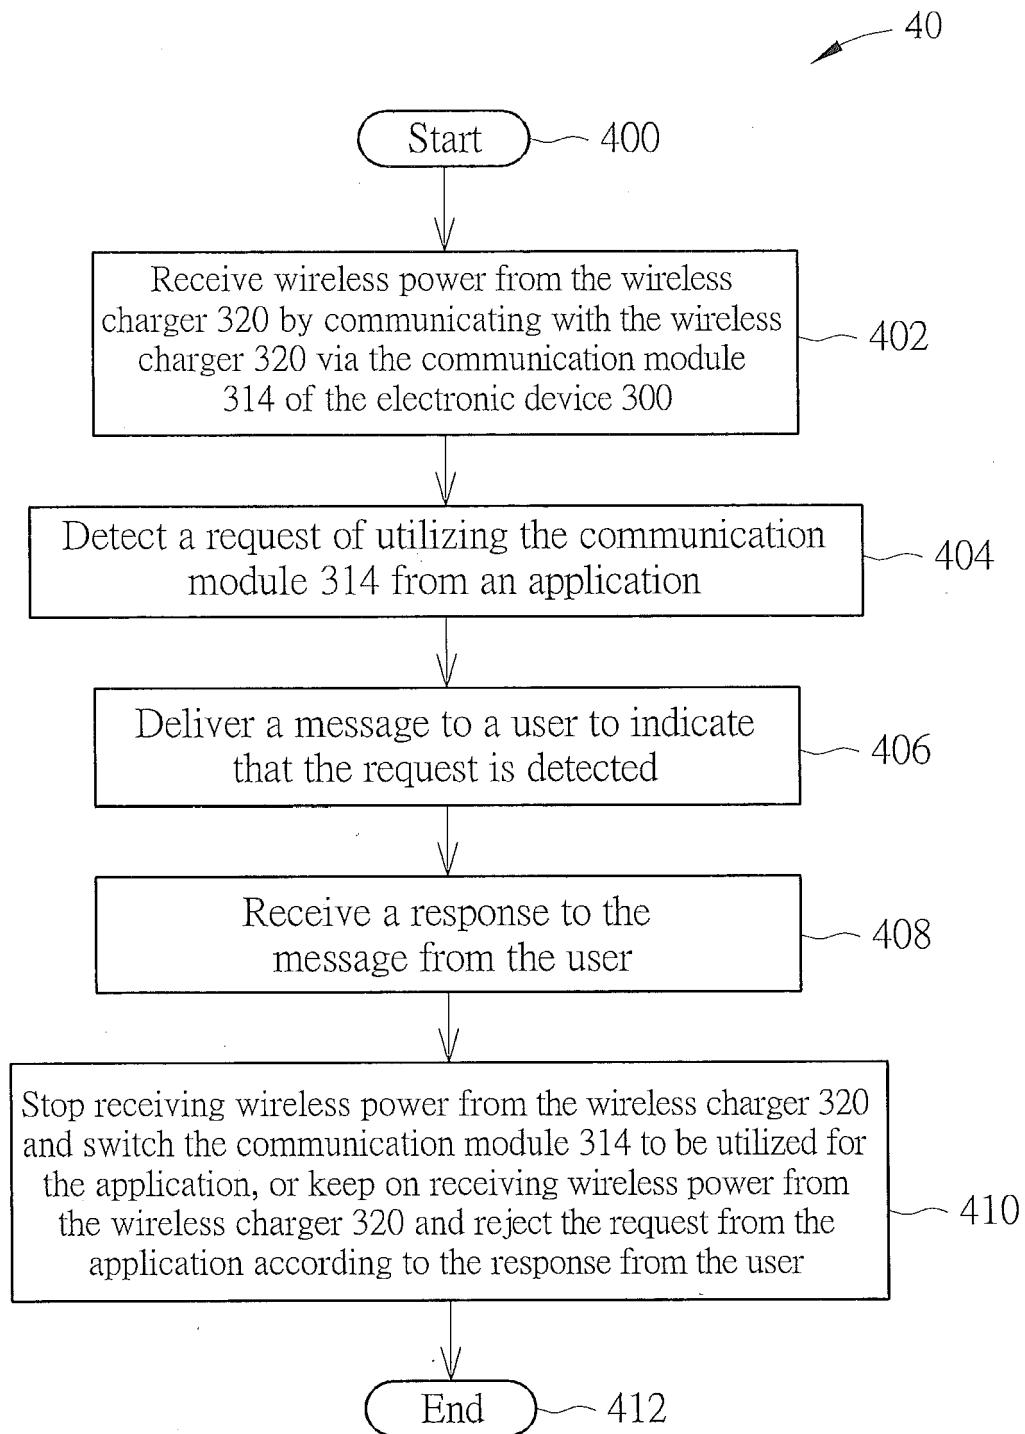 40
Start
400
Receive wireless power from the wireless
charger 320 by communicating with the wireless
charger 320 via the communication module
314 of the electronic device 300
402
Detect a request of utilizing the communication
module 314 from an application
404
Deliver a message to a user to indicate
that the request is detected
406
Receive a response to the
message from the user
408
Stop receiving wireless power from the wireless charger 320
and switch the communication module 314 to be utilized for
the application, or keep on receiving wireless power from
the wireless charger 320 and reject the request from the
application according to the response from the user
410
End
412